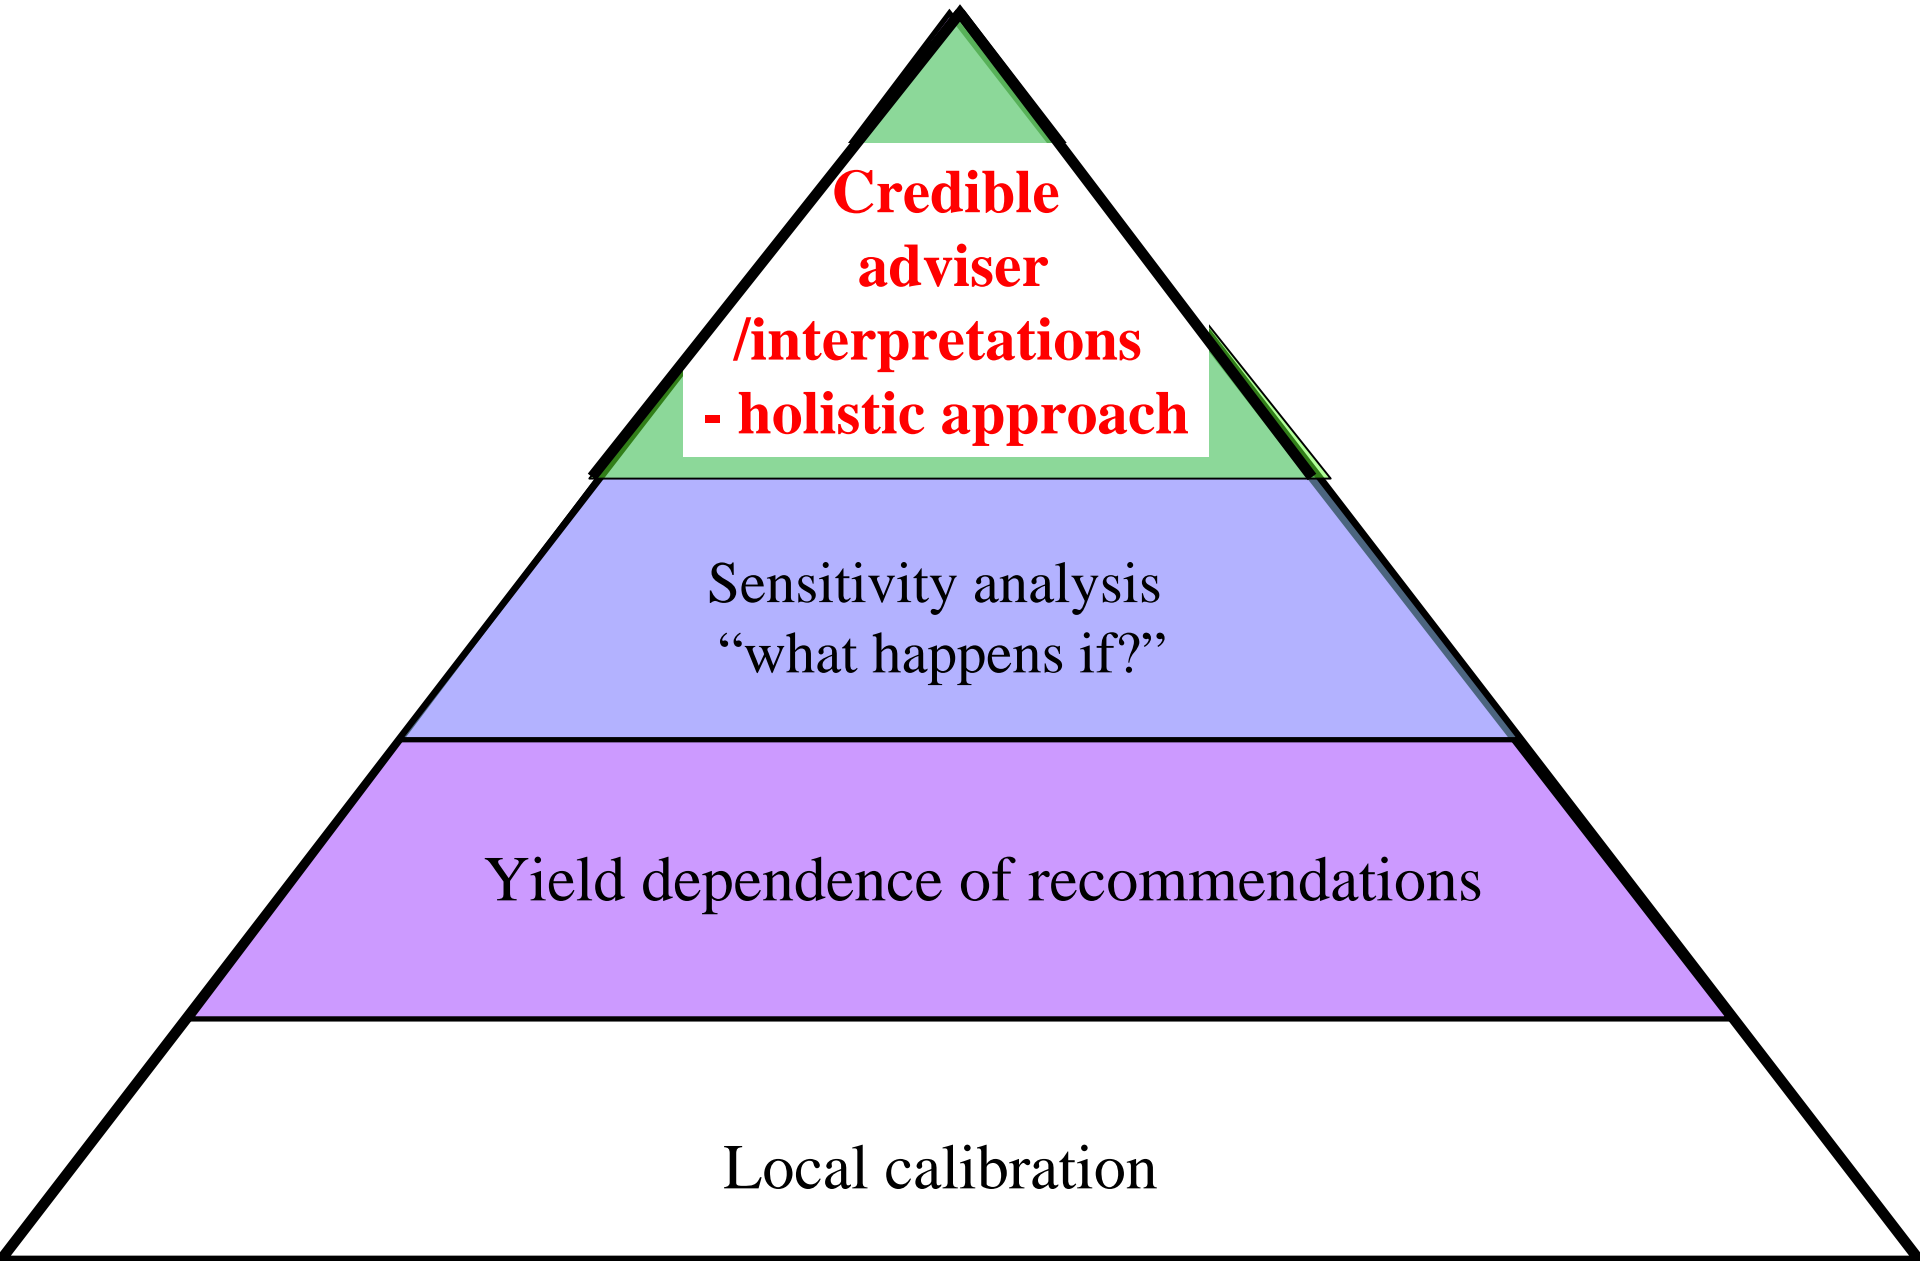 Credible
adviser
/interpretations
- holistic approach
Sensitivity analysis
“what happens if?”
Yield dependence of recommendations
Local calibration